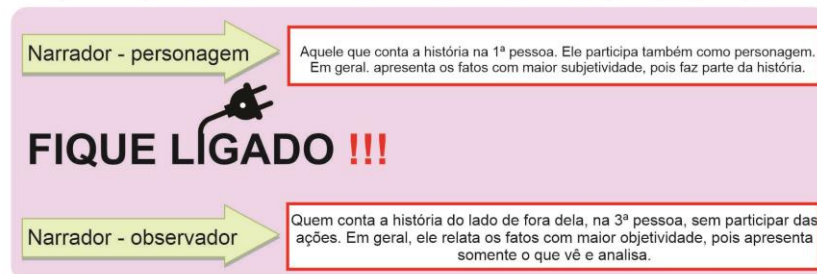 Narrador - personagem
Aquele que conta a história na 1ª pessoa. Ele participa também como personagem.
Em geral. apresenta os fatos com maior subjetividade, pois faz parte da história.
FIQUE LIGADO !!!
Narrador - observador
Quem conta a história do lado de fora dela, na 3ª pessoa, sem participar das
ações. Em geral, ele relata os fatos com maior objetividade, pois apresenta
somente o que vê e analisa.